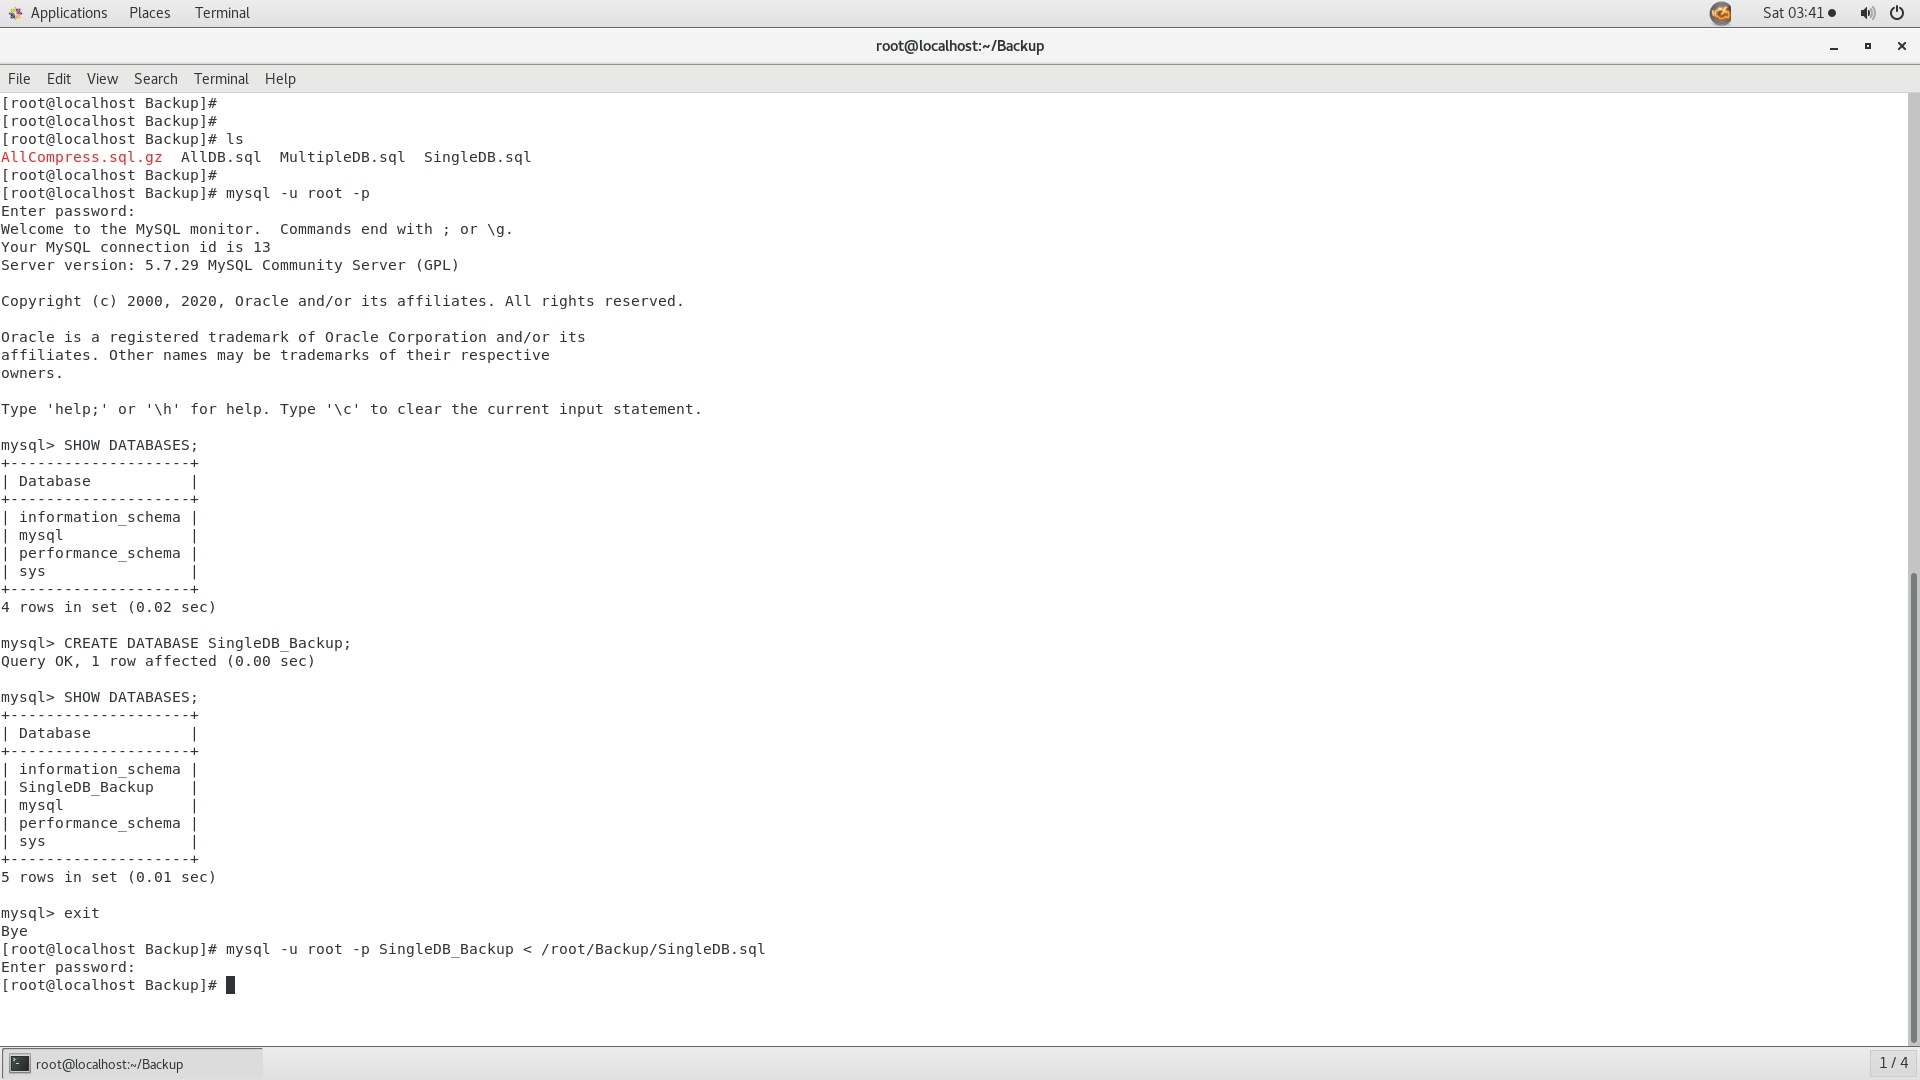 Applications Places Terminal Sat 03:41
root@localhost:~/Backup
File Edit View Search Terminal Help
[root@localhost Backup]#
[root@localhost Backup]#
[root@localhost Backup]# ls
AllCompress.sql.gz  AllDB.sql  MultipleDB.sql  SingleDB.sql
[root@localhost Backup]#
[root@localhost Backup]# mysql -u root -p
Enter password:
Welcome to the MySQL monitor.  Commands end with ; or \g.
Your MySQL connection id is 13
Server version: 5.7.29 MySQL Community Server (GPL)
Copyright (c) 2000, 2020, Oracle and/or its affiliates. All rights reserved.
Oracle is a registered trademark of Oracle Corporation and/or its
affiliates. Other names may be trademarks of their respective
owners.
Type 'help;' or '\h' for help. Type '\c' to clear the current input statement.
mysql> SHOW DATABASES;
+--------------------+
| Database           |
+--------------------+
| information_schema |
| mysql              |
| performance_schema |
| sys                |
+--------------------+
4 rows in set (0.02 sec)
mysql> CREATE DATABASE SingleDB_Backup;
Query OK, 1 row affected (0.00 sec)
mysql> SHOW DATABASES;
+--------------------+
| Database           |
+--------------------+
| information_schema |
| SingleDB_Backup    |
| mysql              |
| performance_schema |
| sys                |
+--------------------+
5 rows in set (0.01 sec)
mysql> exit
Bye
[root@localhost Backup]# mysql -u root -p SingleDB_Backup < /root/Backup/SingleDB.sql
Enter password:
[root@localhost Backup]#
root@localhost:~/Backup
1 / 4